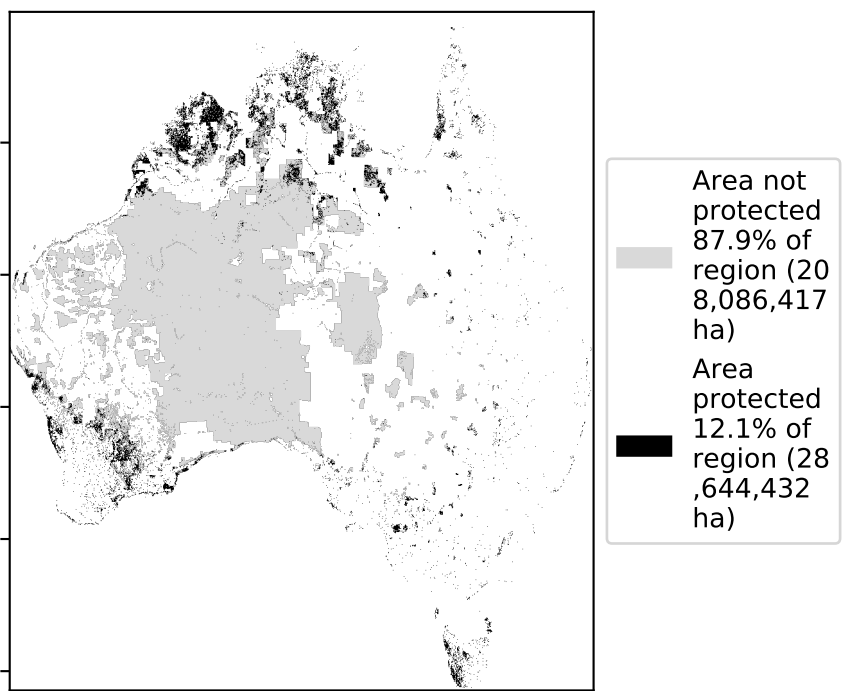 Area not
protected
87.9% of
region (20
8,086,417
ha)
Area
protected
12.1% of
region (28
,644,432
ha)